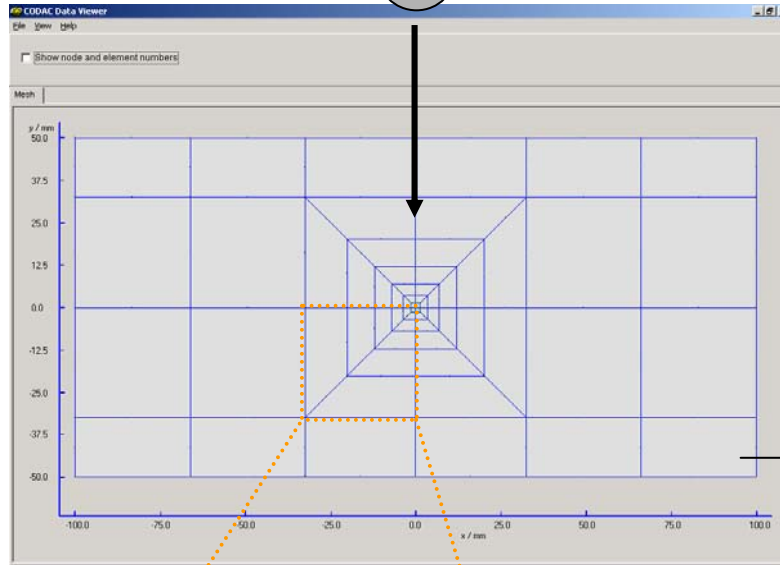 CODAC Data Viewer
File View Help
Show node and element numbers
Mesh
y / mm
50.0
37.5
25.0
12.5
0.0
-12.5
-25.0
-37.5
-50.0
-100.0 -75.0 -50.0 -25.0 0.0 25.0 50.0 75.0 100.0
x / mm